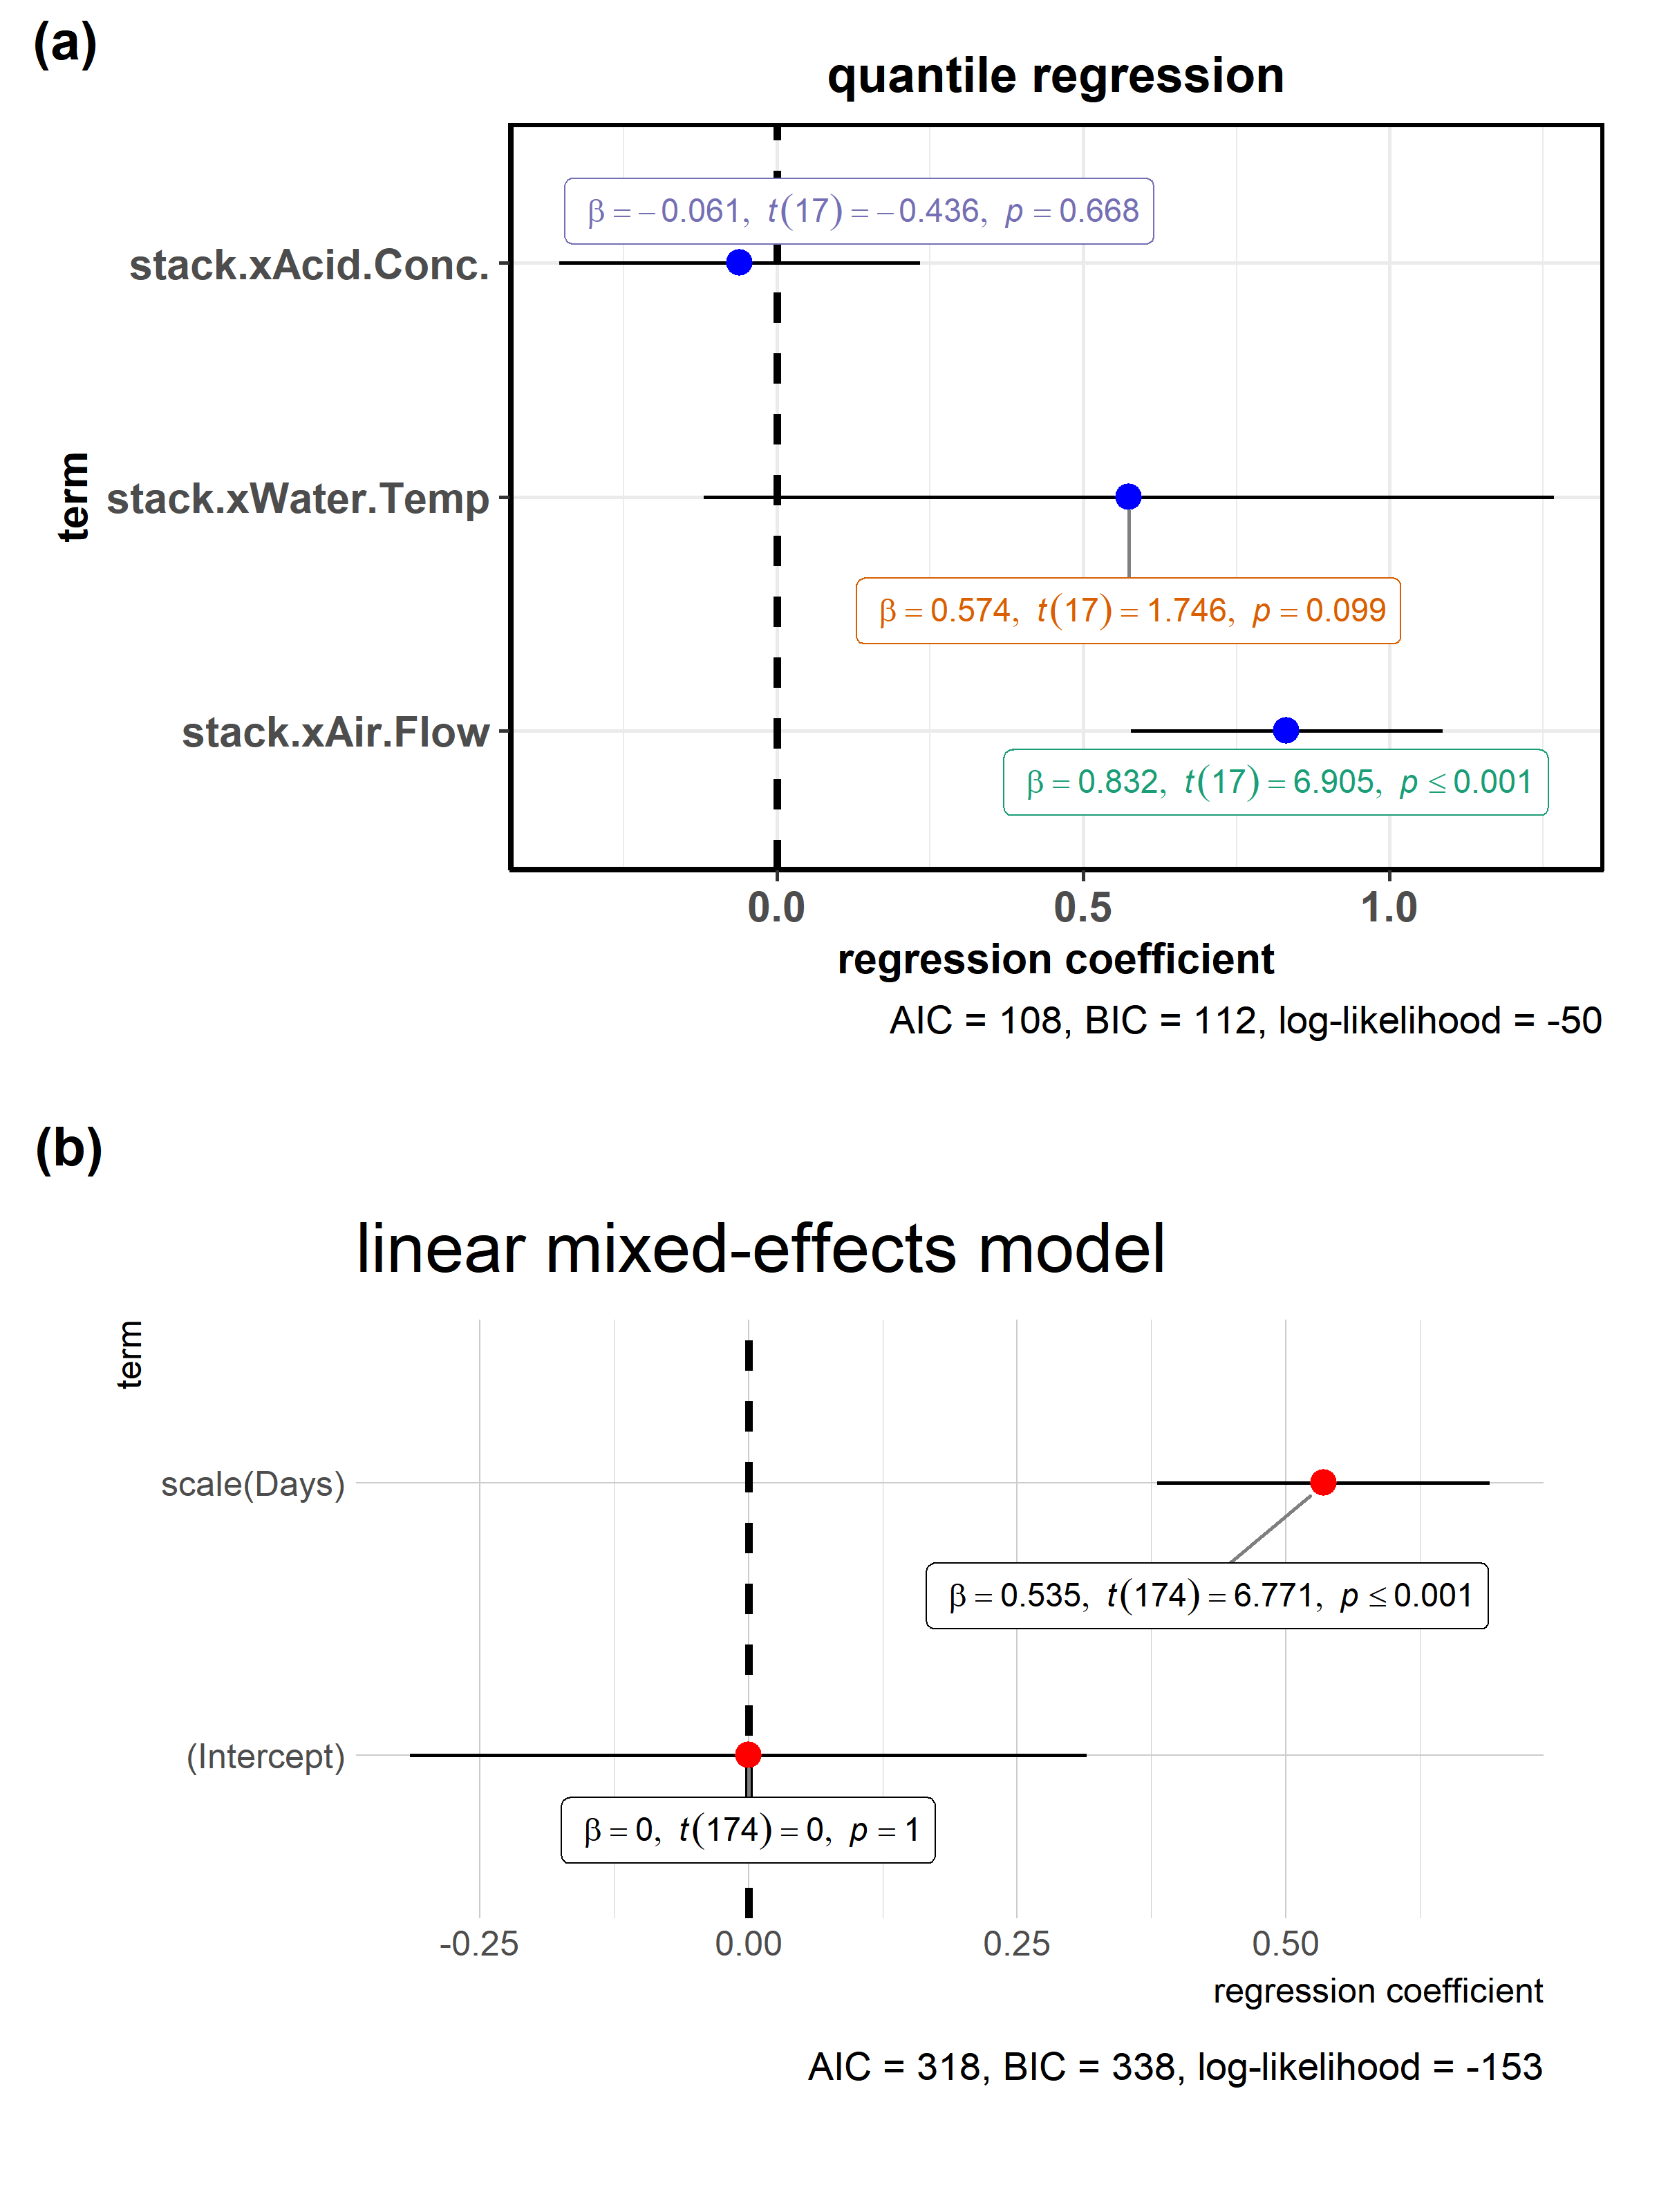 (a)
quantile regression
β = −0.061, t(17) = −0.436, p = 0.668
stack.xAcid.Conc.
stack.xWater.Temp
term
β = 0.574, t(17) = 1.746, p = 0.099
stack.xAir.Flow
β = 0.832, t(17) = 6.905, p ≤ 0.001
0.0 0.5 1.0
regression coefficient
AIC = 108, BIC = 112, log-likelihood = -50
(b)
linear mixed-effects model
term
scale(Days)
β = 0.535, t(174) = 6.771, p ≤ 0.001
(Intercept)
β = 0, t(174) = 0, p = 1
-0.25 0.00 0.25 0.50
regression coefficient
AIC = 318, BIC = 338, log-likelihood = -153